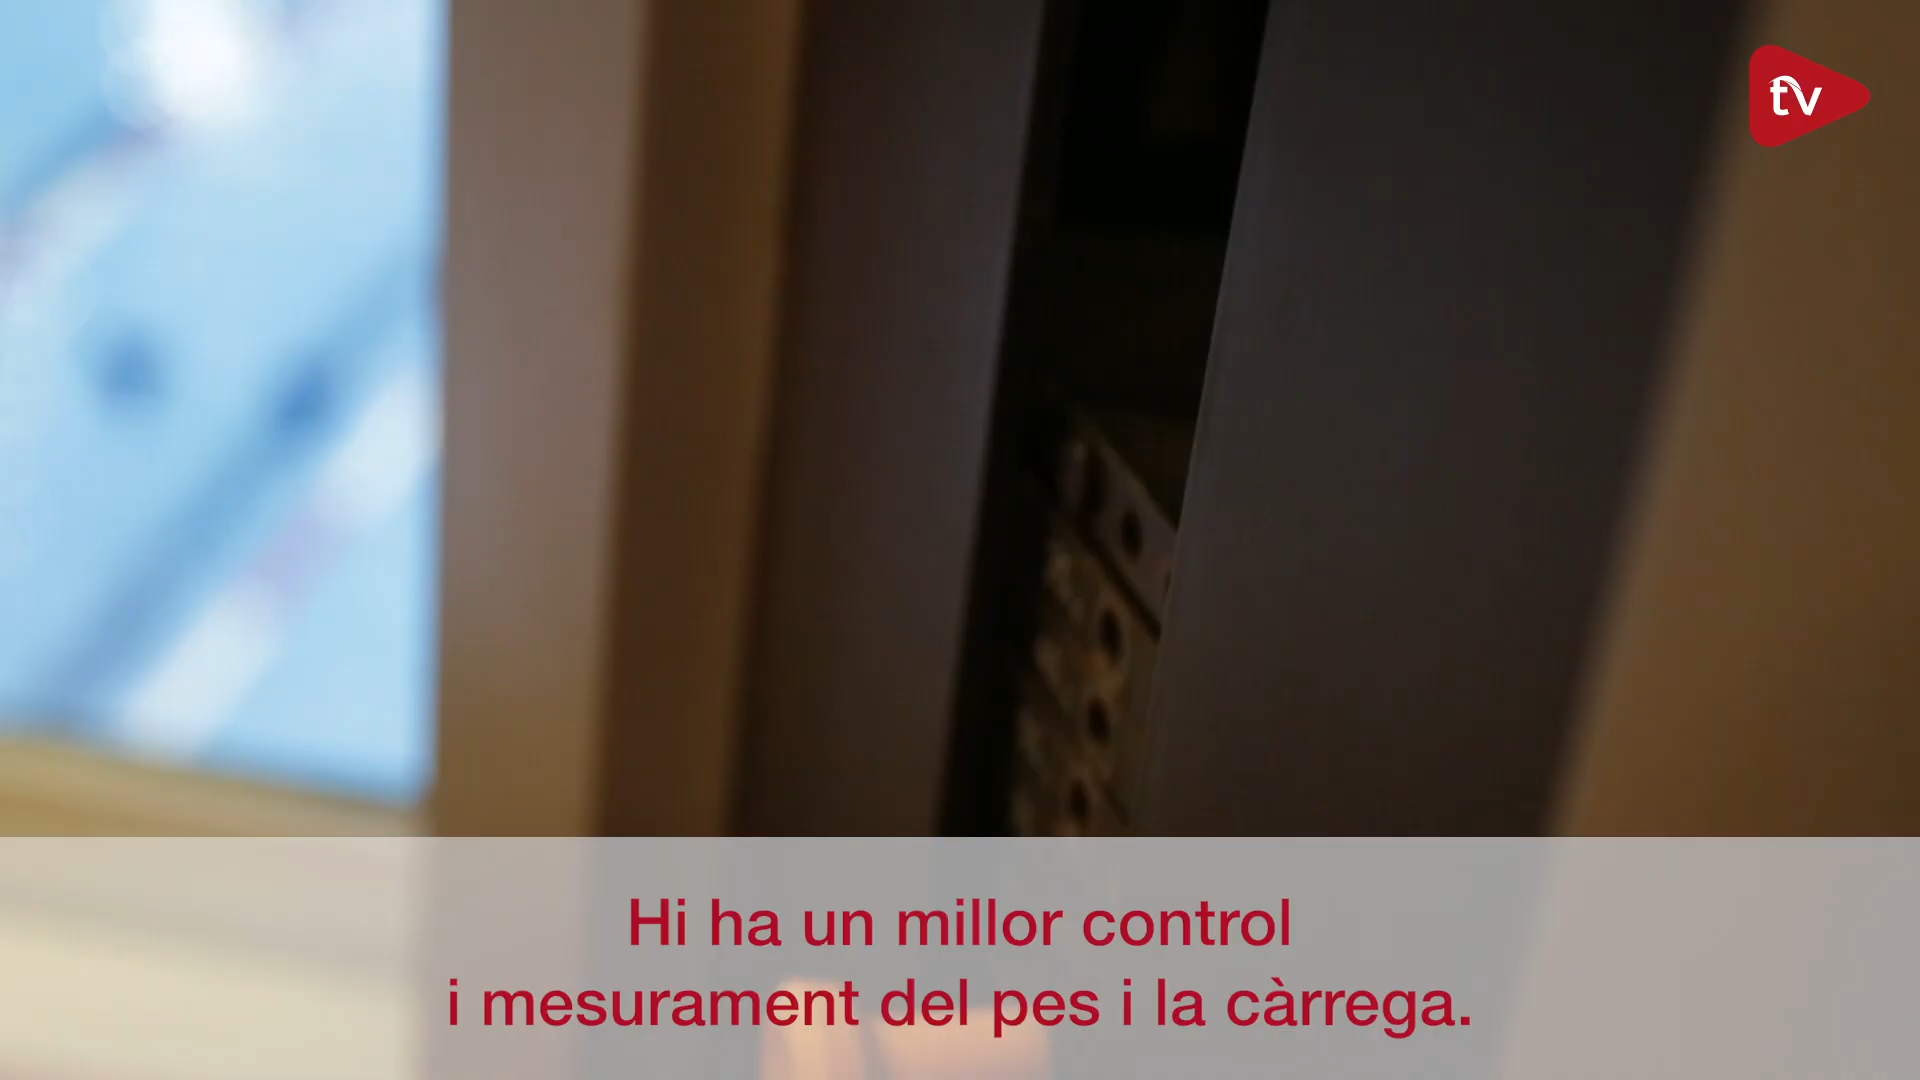 tv
Hi ha un millor control
i mesurament del pes i la càrrega.